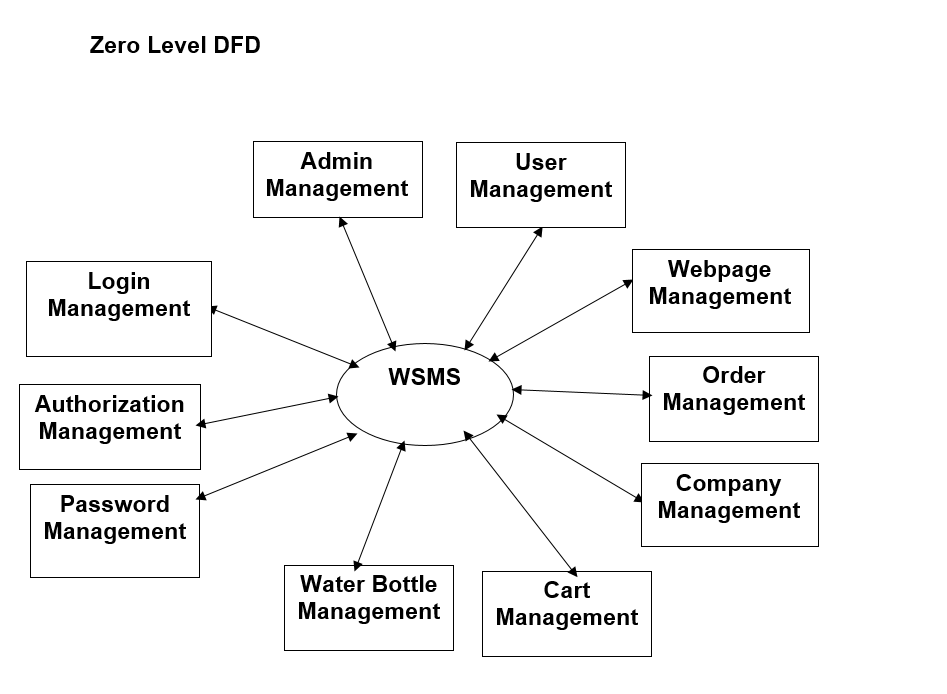 Zero Level DFD
Admin
Management
User
Management
Webpage
Management
Login
Management
Order
Management
WSMS
Authorization
Management
Company
Management
Password
Management
Water Bottle
Management
Cart
Management